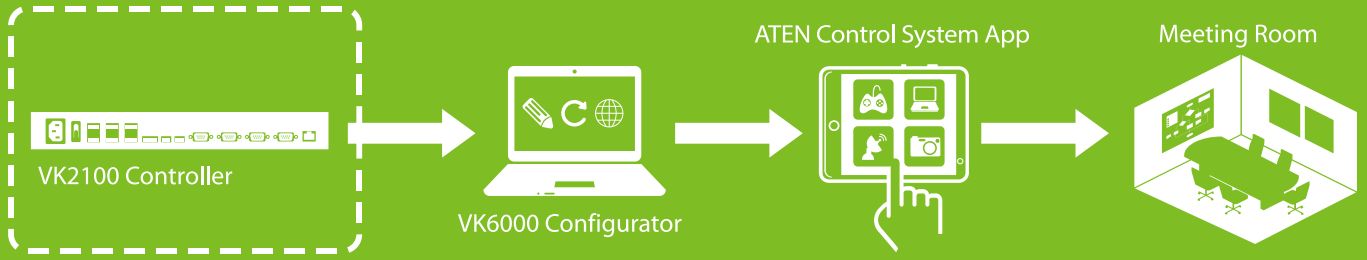 VK2100 Controller
VK6000 Configurator
ATEN Control System App
Meeting Room